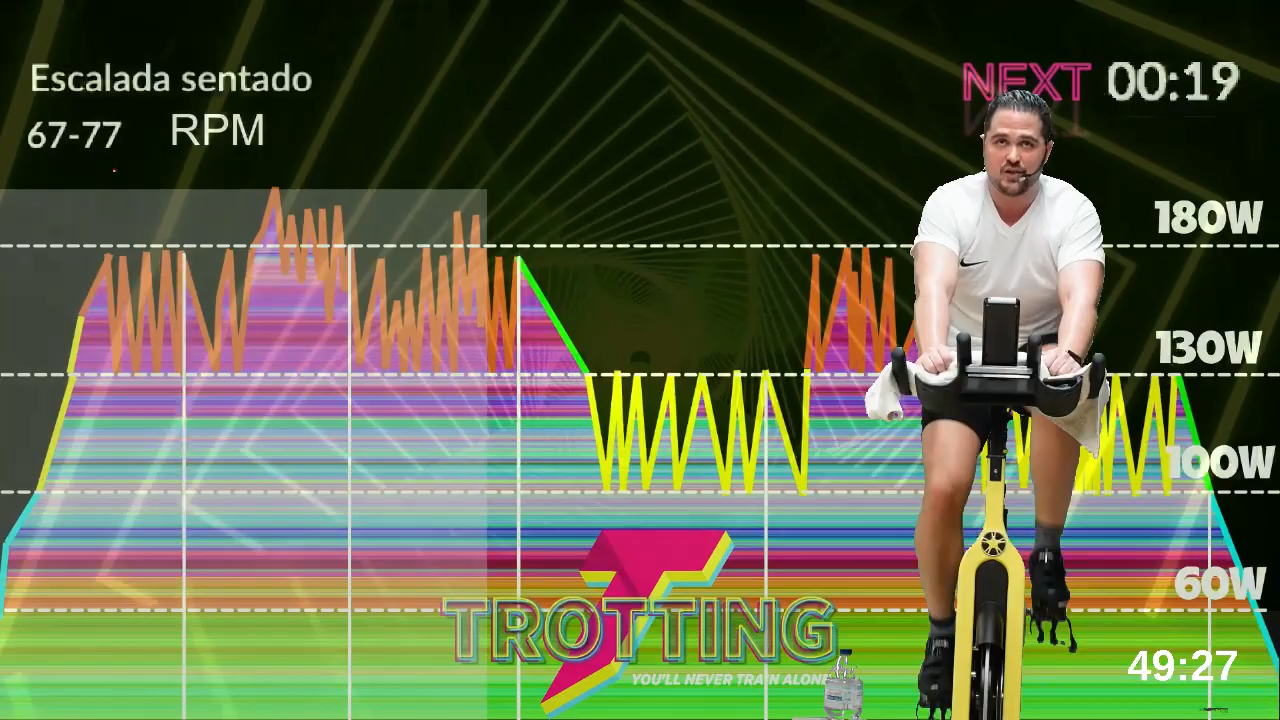 Escalada sentado
67-77 RPM
NEXT 00:19
180W
130W
100W
60W
TROTTING
YOU'LL NEVER TRAIN ALONE
49:27